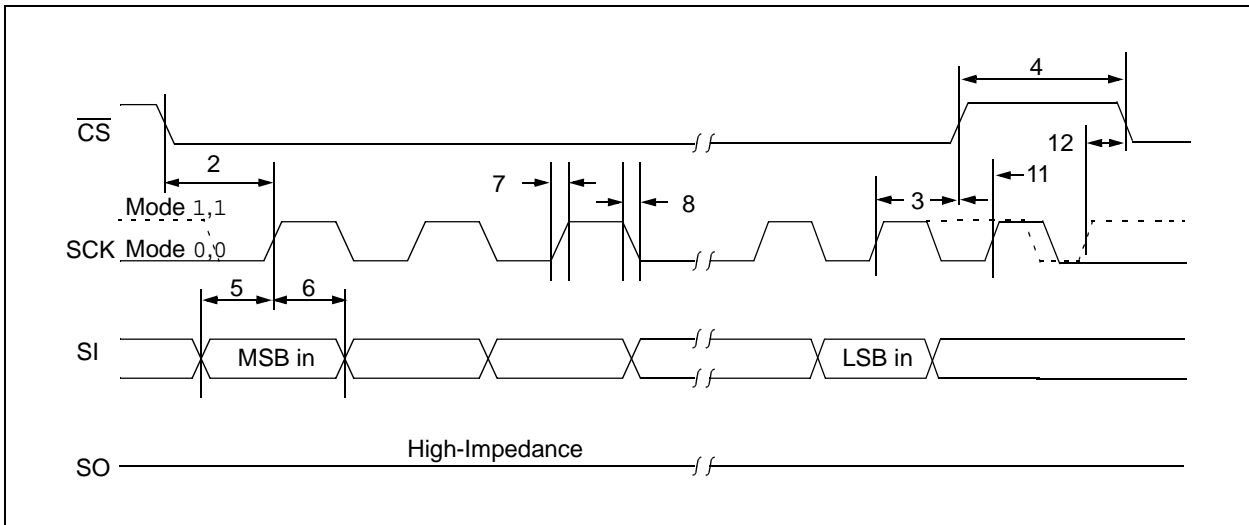 4
CS
12
2
7
8
3
11
Mode 1,1
SCK Mode 0,0
5
6
SI
MSB in
LSB in
High-Impedance
SO